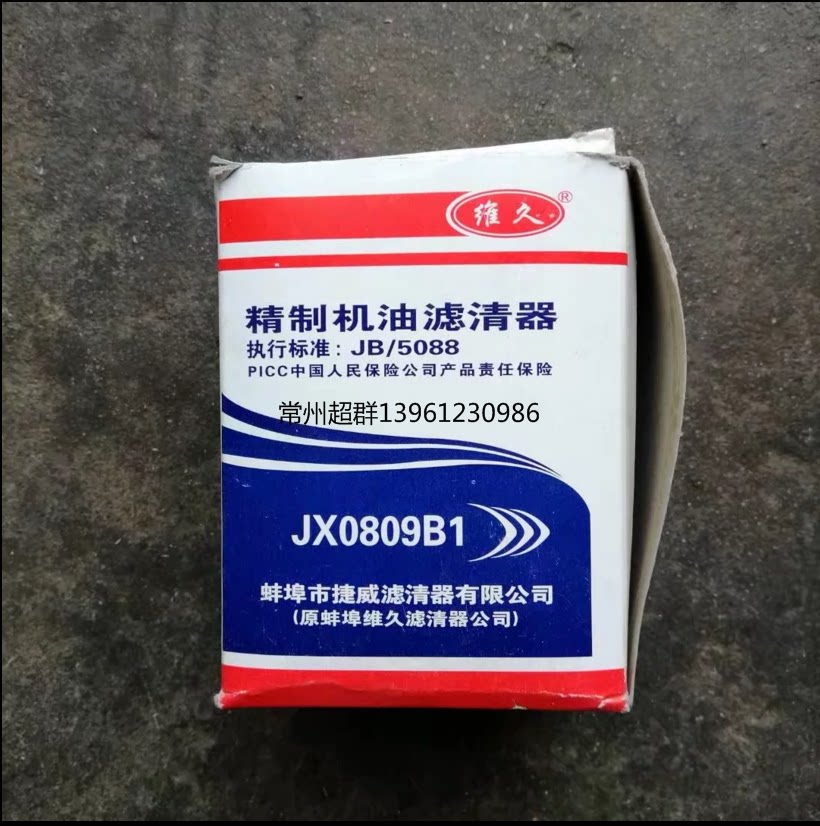 维久®
精制机油滤清器
执行标准：JB/5088
PICC中国人民保险公司产品责任保险
常州超群13961230986
JX0809B1
蚌埠市捷威滤清器有限公司
(原蚌埠维久滤清器公司)